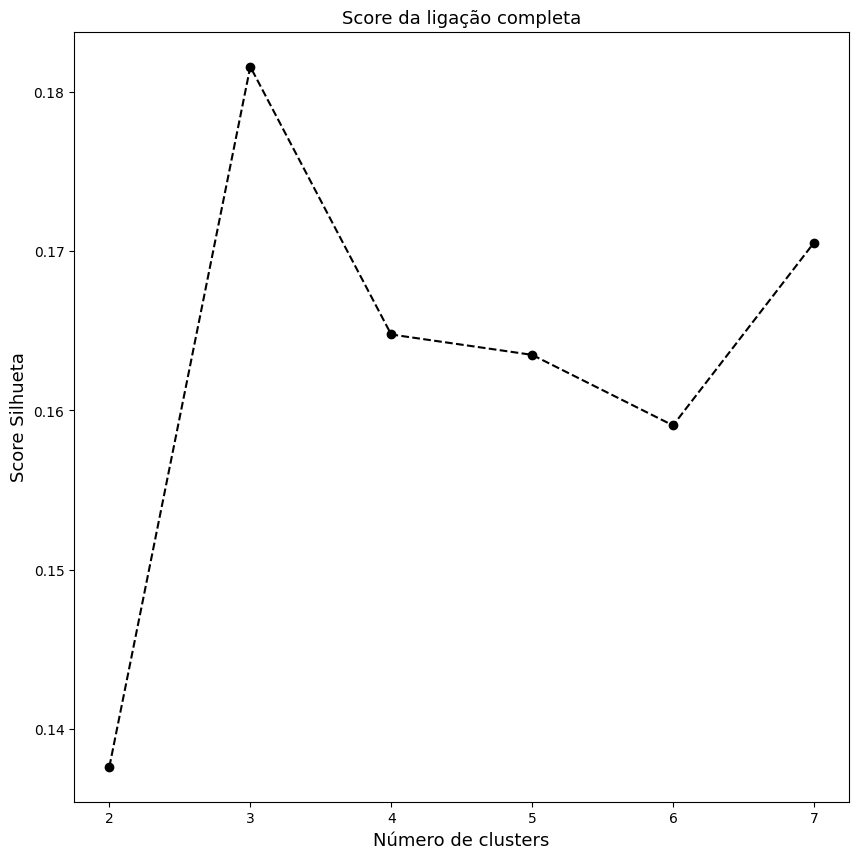 Score da ligação completa
0.18
0.17
0.16
0.15
0.14
Score Silhueta
2 3 4 5 6 7
Número de clusters